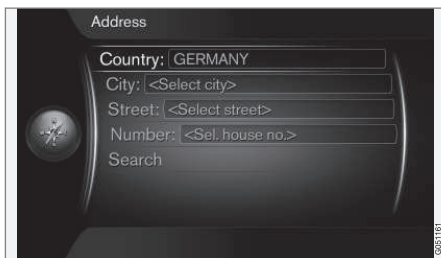 Address
Country: GERMANY
City: <Select city>
Street: <Select street>
Number: <Sel. house no.>
Search
G051161